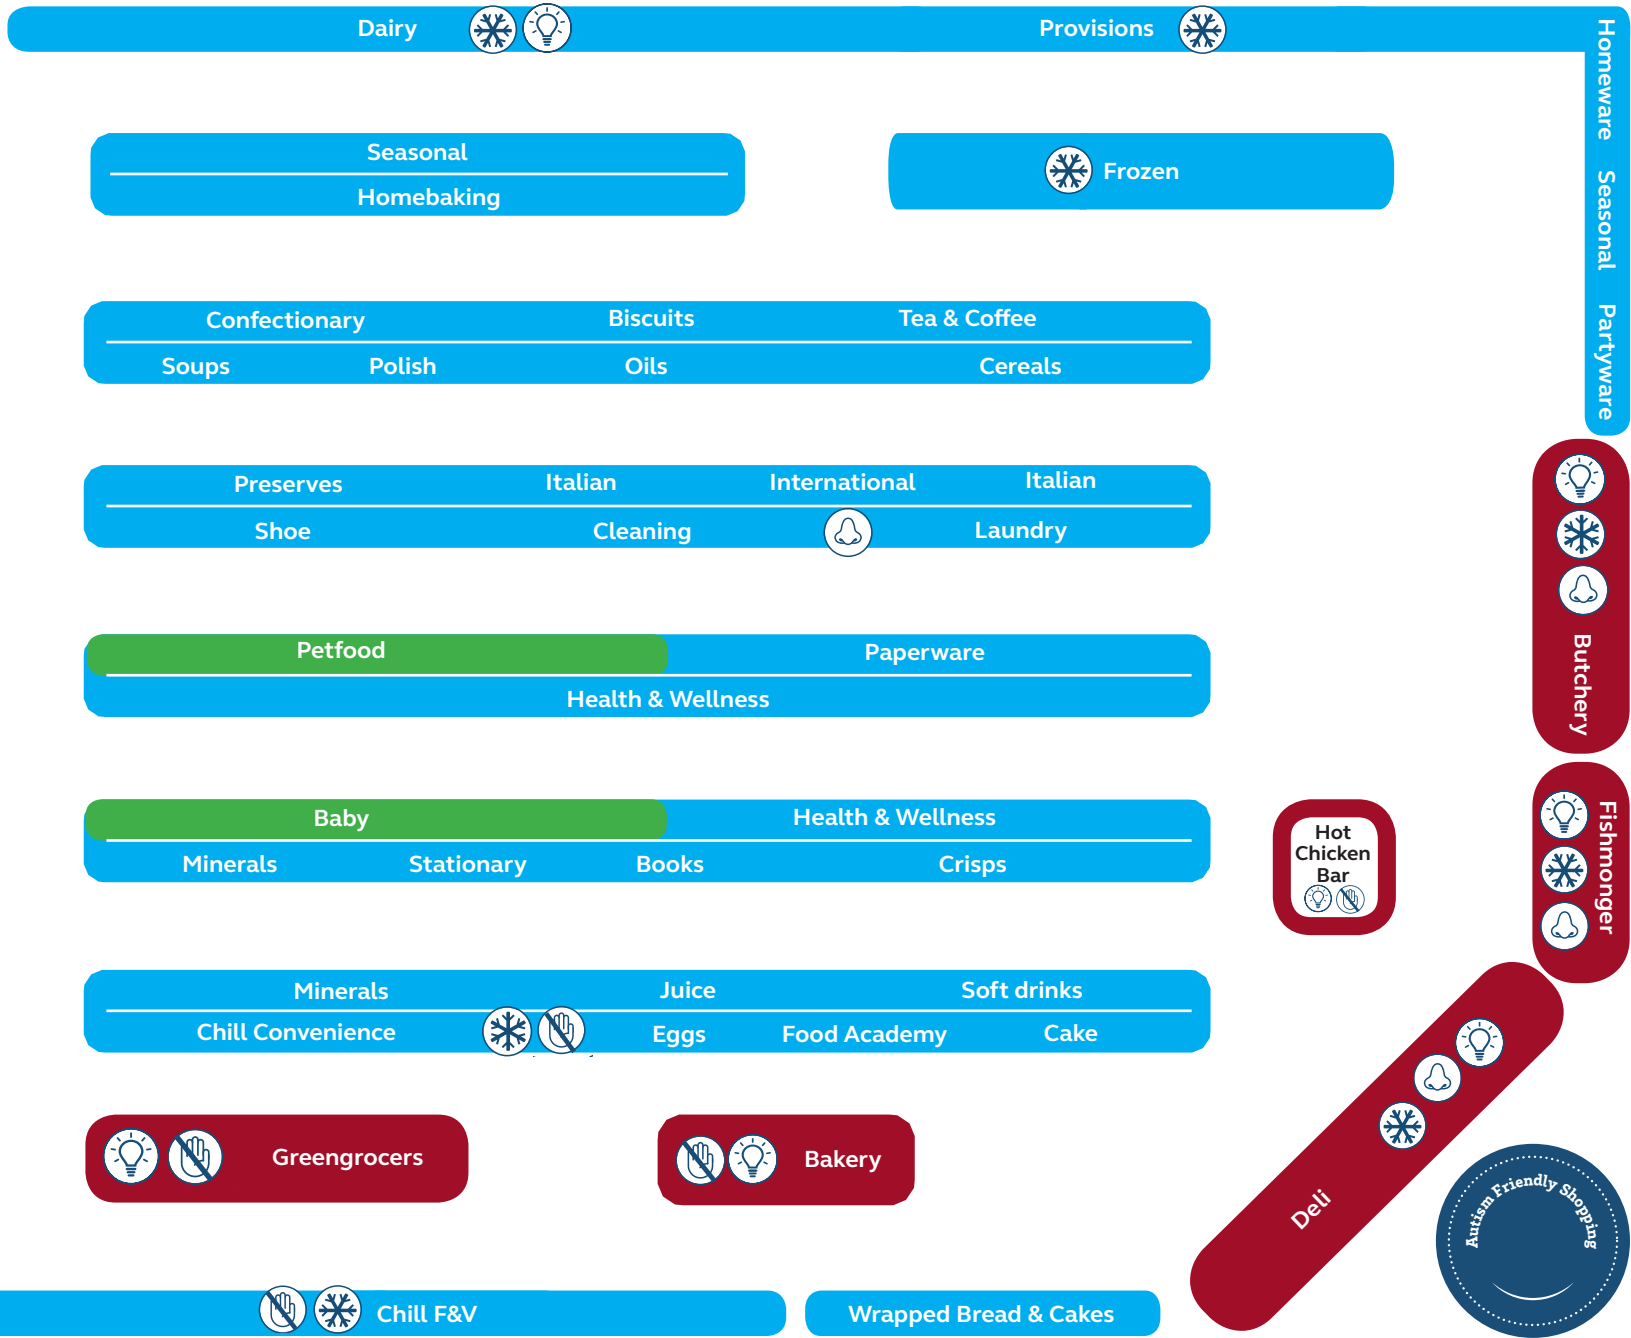 Dairy
Provisions
Homeware
Seasonal
Partyware
Seasonal
Homebaking
Frozen
Confectionary
Biscuits
Tea & Coffee
Soups
Polish
Oils
Cereals
Preserves
Italian
International
Italian
Shoe
Cleaning
Laundry
Butchery
Petfood
Paperware
Health & Wellness
Baby
Health & Wellness
Minerals
Stationary
Books
Crisps
Hot
Chicken
Bar
Fishmonger
Minerals
Juice
Soft drinks
Chill Convenience
Eggs
Food Academy
Cake
Greengrocers
Bakery
Deli
Autism Friendly Shopping
Chill F&V
Wrapped Bread & Cakes